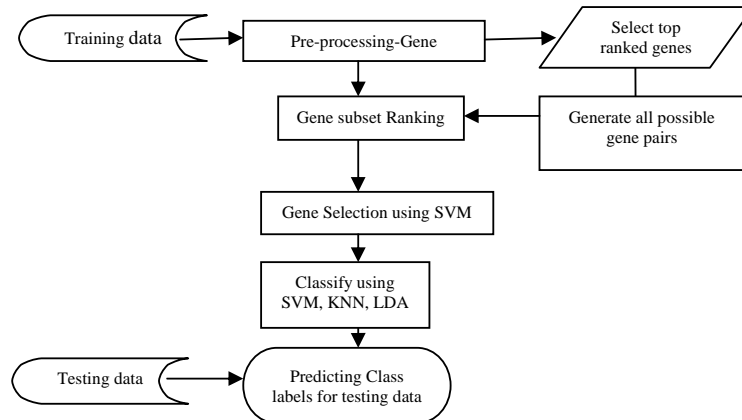 Training data
Pre-processing-Gene
Select top
ranked genes
Gene subset Ranking
Generate all possible
gene pairs
Gene Selection using SVM
Classify using
SVM, KNN, LDA
Testing data
Predicting Class
labels for testing data